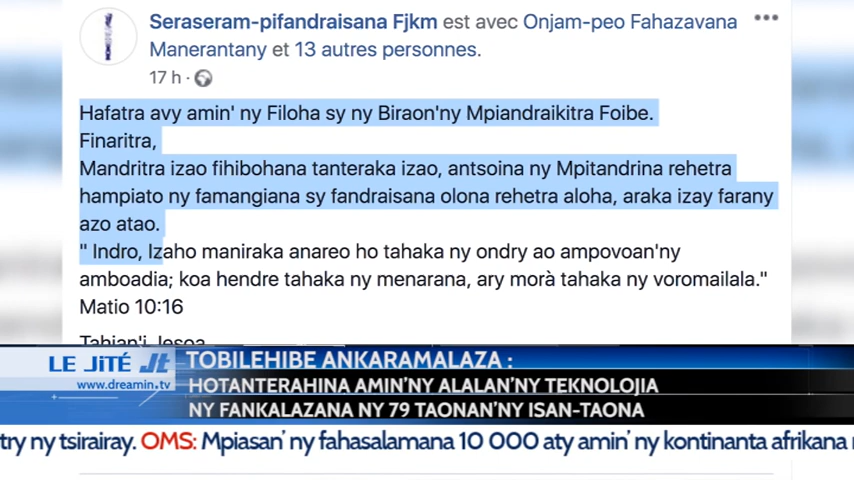 Seraseram-pifandraisana Fjkm est avec Onjam-peo Fahazavana
Manerantany et 13 autres personnes.
17 h ·
Hafatra avy amin' ny Filoha sy ny Biraon'ny Mpiandraikitra Foibe.
Finaritra,
Mandritra izao fihibohana tanteraka izao, antsoina ny Mpitandrina rehetra
hampiato ny famangiana sy fandraisana olona rehetra aloha, araka izay farany
azo atao.
" Indro, Izaho maniraka anareo ho tahaka ny ondry ao ampovoan'ny
amboadia; koa hendre tahaka ny menarana, ary morà tahaka ny voromailala."
Matio 10:16
Tahian'i Jesoa
LE JiTÉ Jt
www.dreamin.tv
TOBILEHIBE ANKARAMALAZA :
HOTANTERAHINA AMIN'NY ALALAN'NY TEKNOLOJIA
NY FANKALAZANA NY 79 TAONAN'NY ISAN-TAONA
try ny tsirairay. OMS: Mpiasan' ny fahasalamana 10 000 aty amin' ny kontinanta afrikana